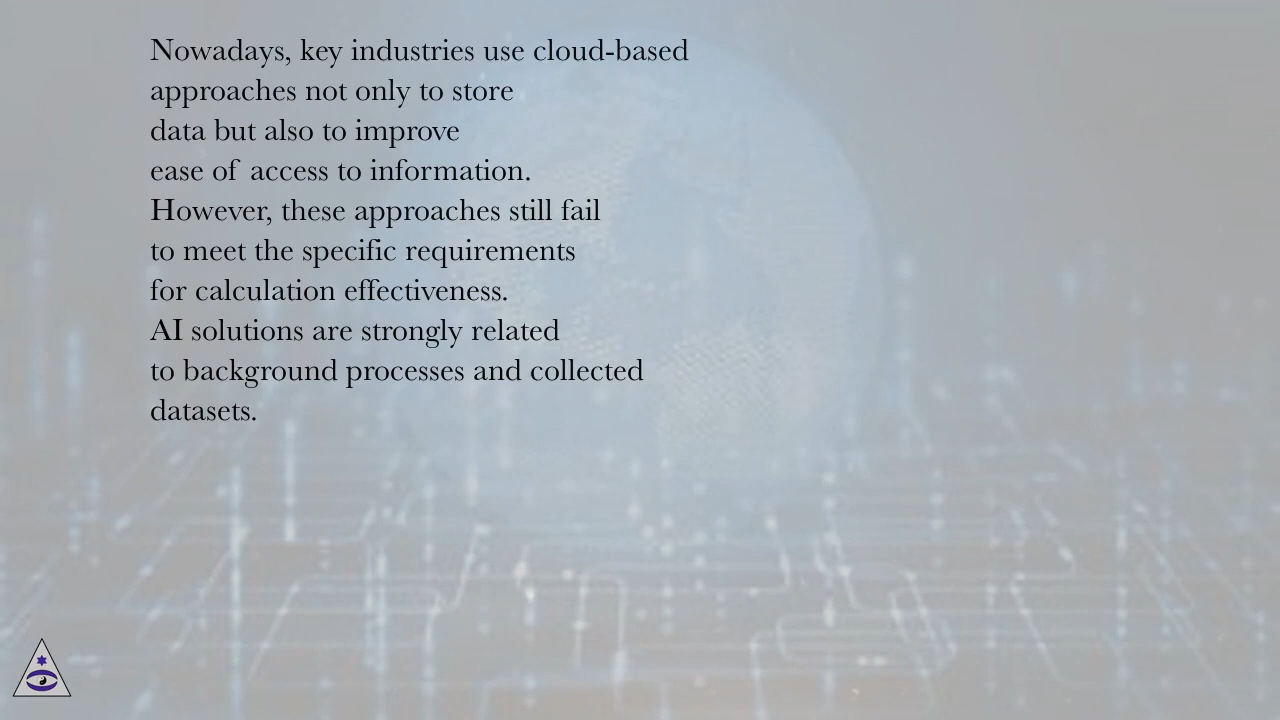 Nowadays, key industries use cloud-based
approaches not only to store
data but also to improve
ease of access to information.
However, these approaches still fail
to meet the specific requirements
for calculation effectiveness.
AI solutions are strongly related
to background processes and collected
datasets.